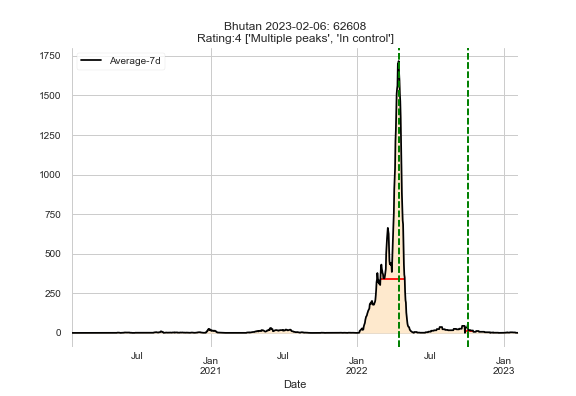 Bhutan 2023-02-06: 62608
Rating:4 ['Multiple peaks', 'In control']
Average-7d
1750
1500
1250
1000
750
500
250
0
Jul
Jan
2021
Jul
Jan
2022
Jul
Jan
2023
Date